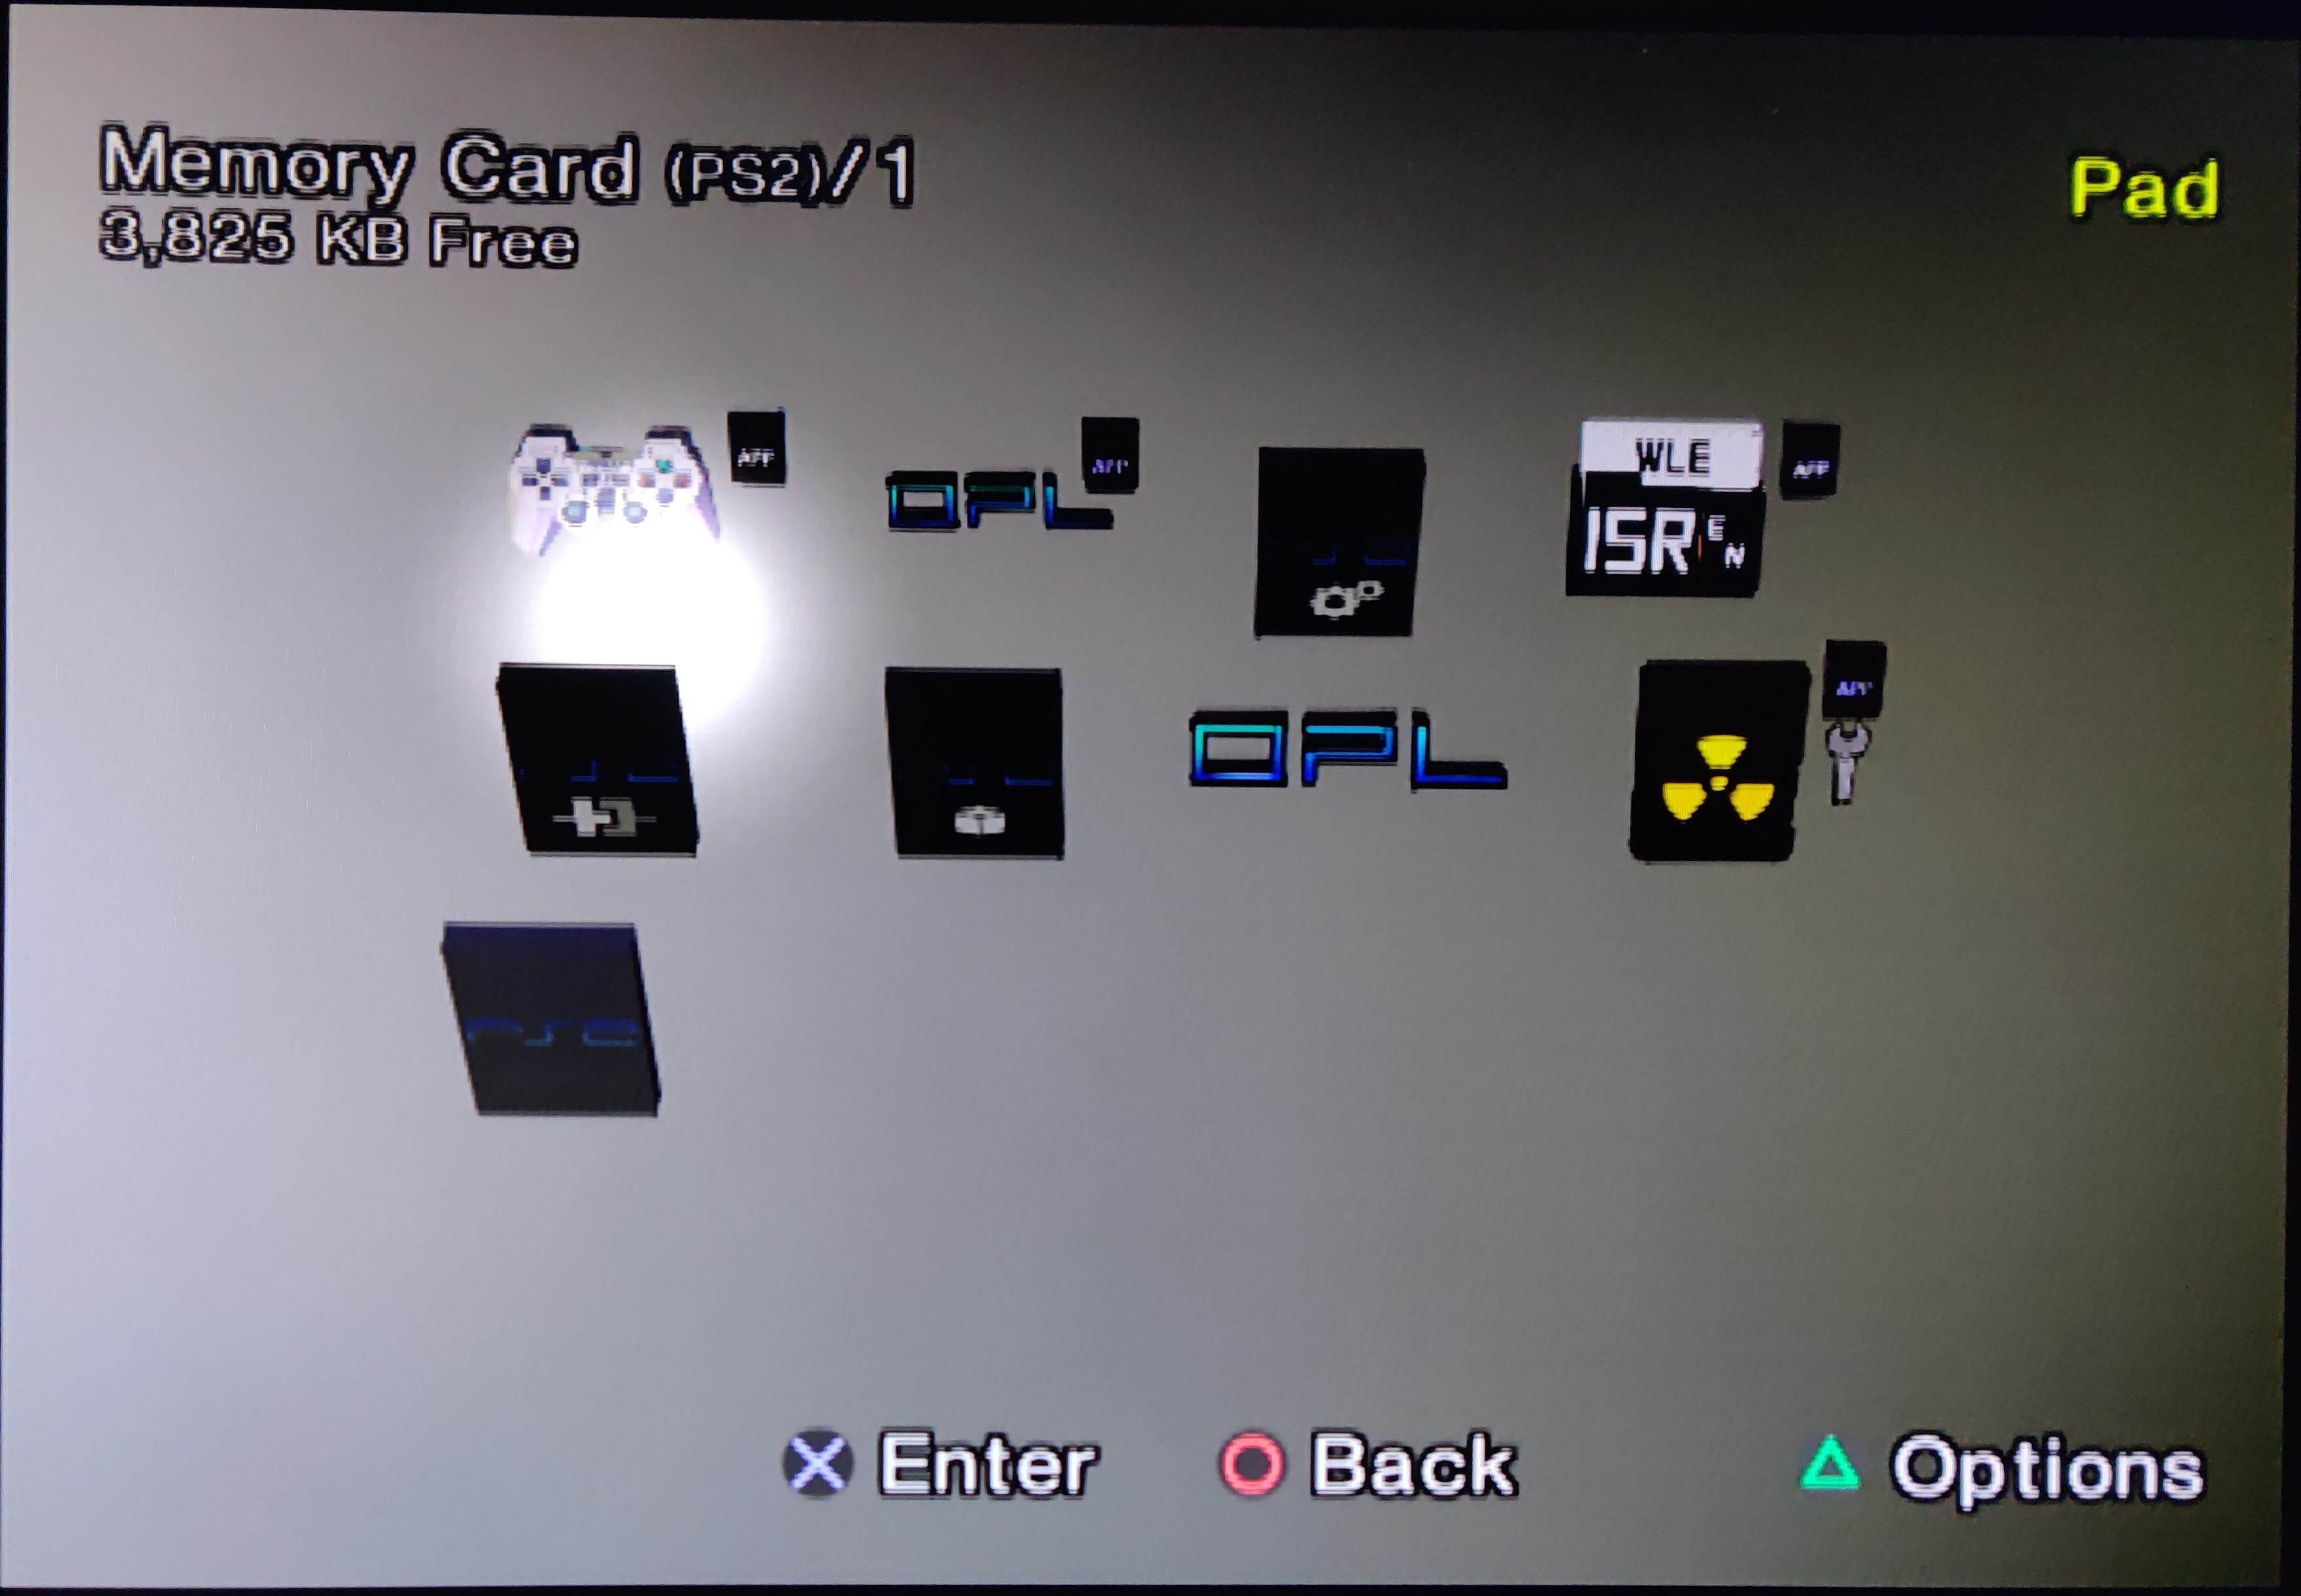 Memory Card (PS2)/1
3,825 KB Free
Pad
APP
OPL
APP
WLE
ISR EN
APP
OPL
APP
PS2
Enter
Back
Options